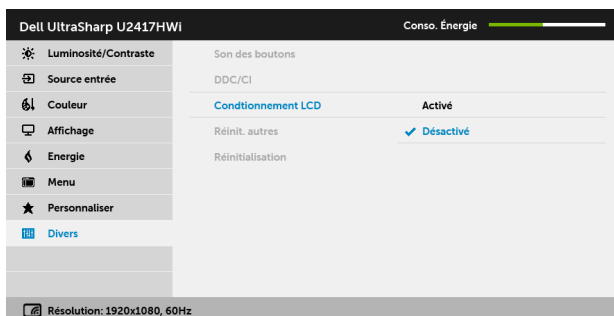 Dell UltraSharp U2417HWi
Conso. Énergie
Luminosité/Contraste
Source entrée
Couleur
Affichage
Energie
Menu
Personnaliser
Divers
Son des boutons
DDC/CI
Condtionnement LCD
Réinit. autres
Réinitialisation
Activé
Désactivé
Résolution: 1920x1080, 60Hz